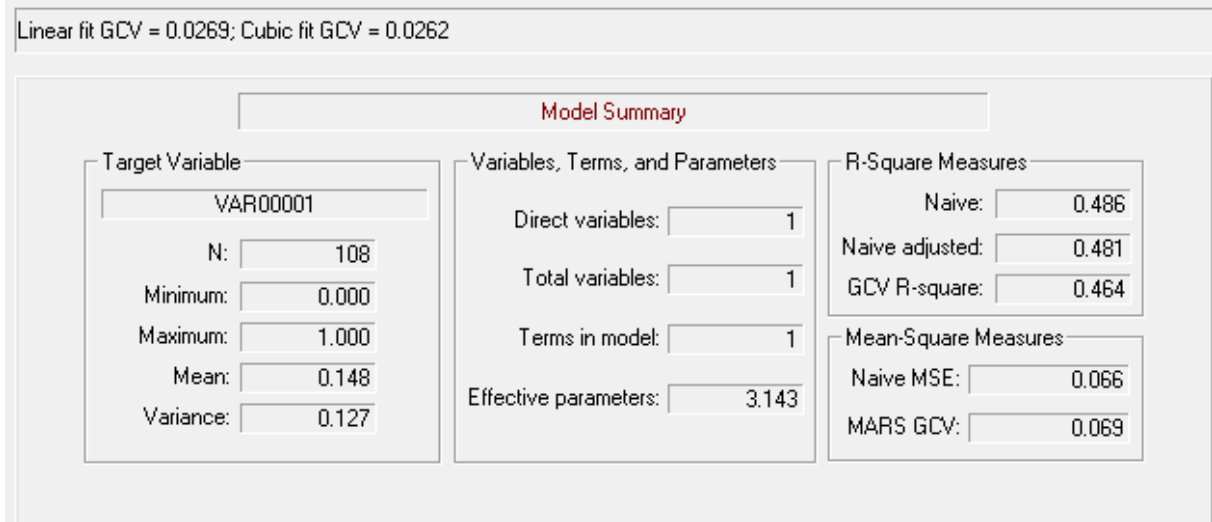 Linear fit GCV = 0.0269; Cubic fit GCV = 0.0262
Model Summary
Target Variable
VAR00001
N: 108
Minimum: 0.000
Maximum: 1.000
Mean: 0.148
Variance: 0.127
Variables, Terms, and Parameters
Direct variables: 1
Total variables: 1
Terms in model: 1
Effective parameters: 3.143
R-Square Measures
Naive: 0.486
Naive adjusted: 0.481
GCV R-square: 0.464
Mean-Square Measures
Naive MSE: 0.066
MARS GCV: 0.069